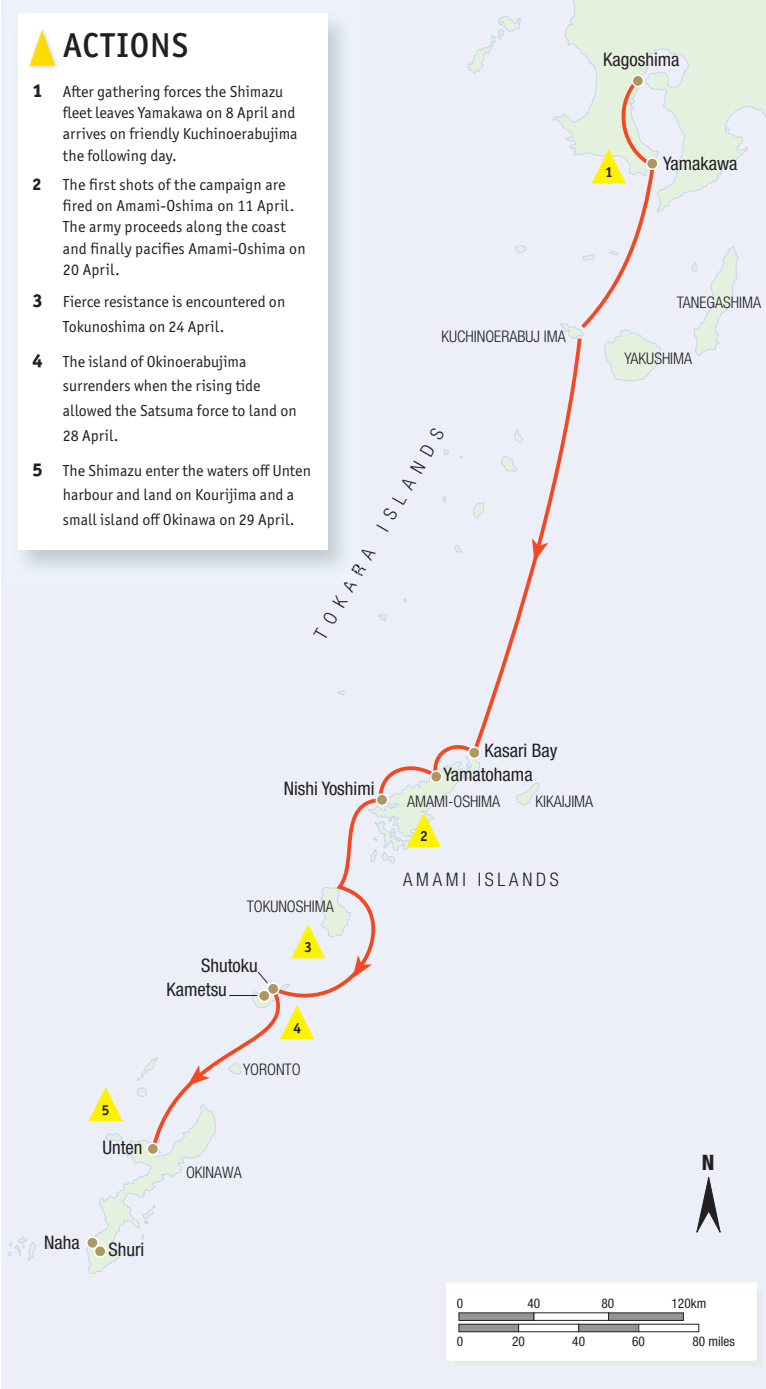 ACTIONS
1 After gathering forces the Shimazu
fleet leaves Yamakawa on 8 April and
arrives on friendly Kuchinoerabujima
the following day.
2 The first shots of the campaign are
fired on Amami-Oshima on 11 April.
The army proceeds along the coast
and finally pacifies Amami-Oshima on
20 April.
3 Fierce resistance is encountered on
Tokunoshima on 24 April.
4 The island of Okinoerabujima
surrenders when the rising tide
allowed the Satsuma force to land on
28 April.
5 The Shimazu enter the waters off Unten
harbour and land on Kourijima and a
small island off Okinawa on 29 April.
Kagoshima
Yamakawa
1
TANEGASHIMA
KUCHINOERABUJ IMA
YAKUSHIMA
TOKARA ISLANDS
Kasari Bay
Yamatohama
Nishi Yoshimi
AMAMI-OSHIMA
KIKAIJIMA
2
AMAMI ISLANDS
TOKUNOSHIMA
3
Shutoku
Kametsu
4
YORONTO
5
Unten
OKINAWA
N
Naha
Shuri
0 40 80 120km
0 20 40 60 80 miles